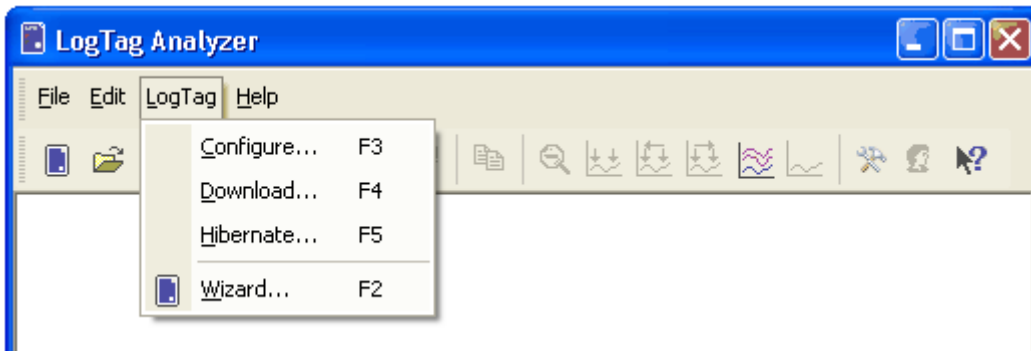 LogTag Analyzer
File Edit LogTag Help
Configure... F3
Download... F4
Hibernate... F5
Wizard... F2